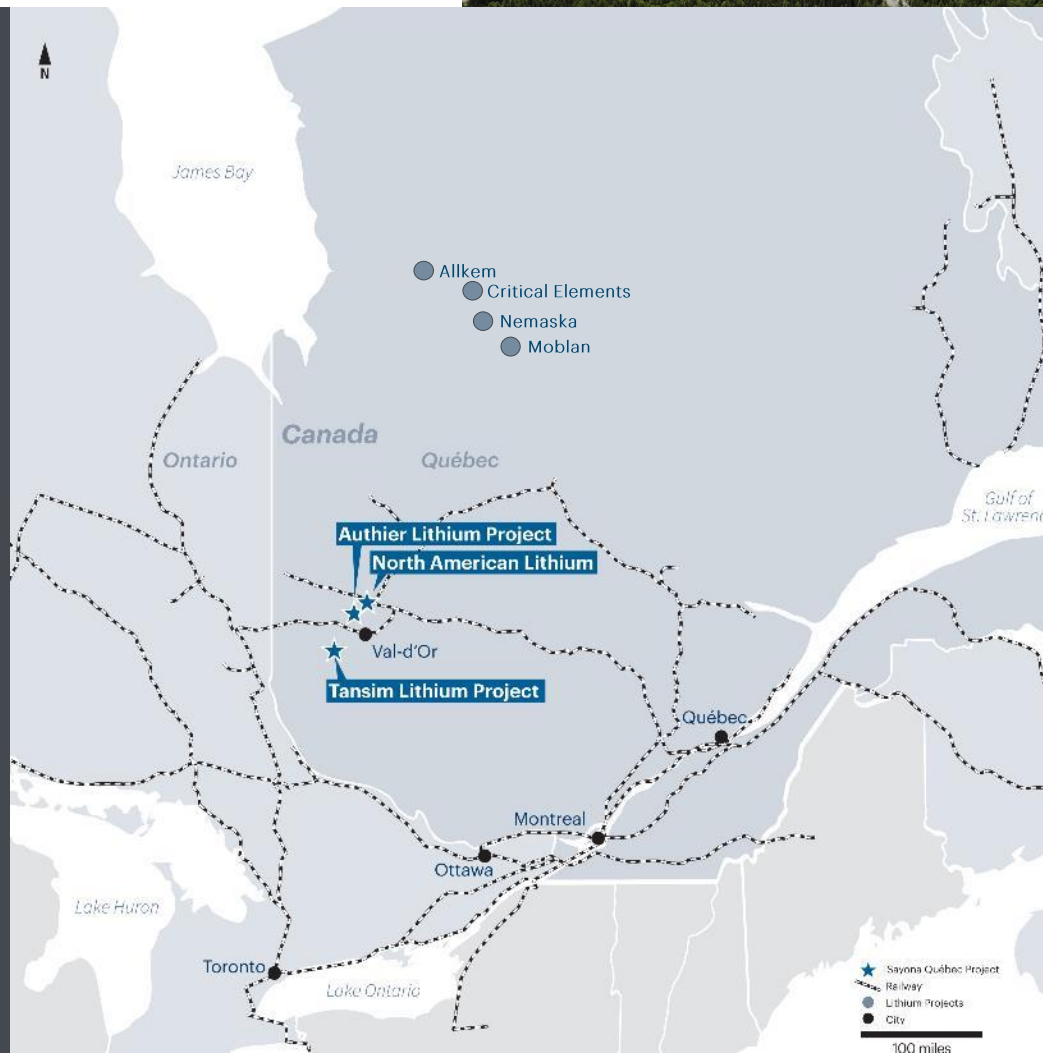 N
James Bay
Allkem
Critical Elements
Nemaska
Moblan
Canada
Ontario
Québec
Gulf of
St. Lawrenc
Authier Lithium Project
North American Lithium
Val-d'Or
Tansim Lithium Project
Québec
Montreal
Ottawa
Lake Huron
Toronto
Lake Ontario
Sayona Québec Project
Railway
Lithium Projects
City
100 miles